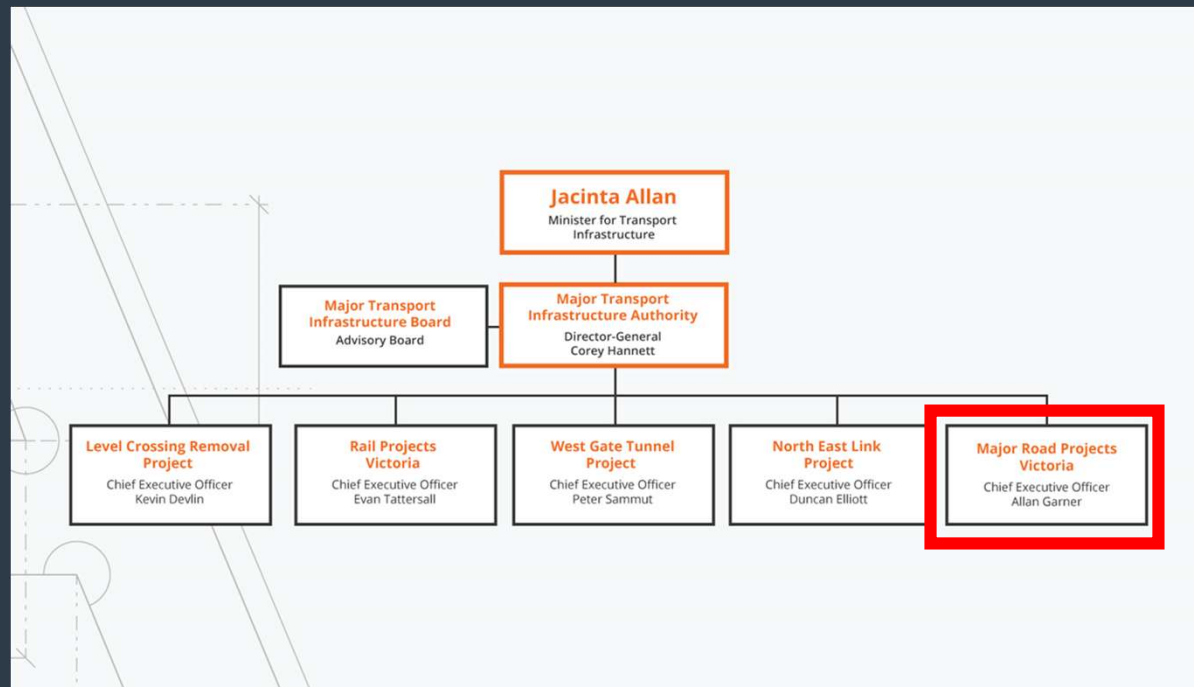 Jacinta Allan
Minister for Transport
Infrastructure
Major Transport
Infrastructure Board
Advisory Board
Major Transport
Infrastructure Authority
Director-General
Corey Hannett
Level Crossing Removal
Project
Chief Executive Officer
Kevin Devlin
Rail Projects
Victoria
Chief Executive Officer
Evan Tattersall
West Gate Tunnel
Project
Chief Executive Officer
Peter Sammut
North East Link
Project
Chief Executive Officer
Duncan Elliott
Major Road Projects
Victoria
Chief Executive Officer
Allan Garner